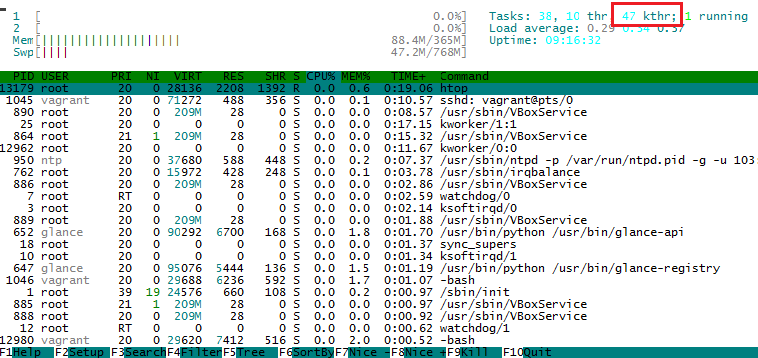 1 [ 0.0%] Tasks: 38, 10 thr, 47 kthr; 1 running
2 [ 0.0%] Load average: 0.29 0.34 0.37
Mem[||||||||||||||||||||| 88.4M/365M] Uptime: 09:16:32
Swp[|||| 47.2M/768M]
PID USER PRI NI VIRT RES SHR S CPU% MEM% TIME+ Command
13179 root 20 0 28136 2208 1392 R 0.0 0.6 0:19.06 htop
1045 vagrant 20 0 71272 488 356 S 0.0 0.1 0:10.57 sshd: vagrant@pts/0
890 root 20 0 209M 28 0 S 0.0 0.0 0:08.57 /usr/sbin/VBoxService
25 root 20 0 0 0 0 S 0.0 0.0 0:17.15 kworker/1:1
864 root 21 1 209M 28 0 S 0.0 0.0 0:15.32 /usr/sbin/VBoxService
12962 root 20 0 0 0 0 S 0.0 0.0 0:11.67 kworker/0:0
950 ntp 20 0 37680 588 448 S 0.0 0.2 0:07.37 /usr/sbin/ntpd -p /var/run/ntpd.pid -g -u 103:
762 root 20 0 15972 428 248 S 0.0 0.1 0:03.78 /usr/sbin/irqbalance
886 root 20 0 209M 28 0 S 0.0 0.0 0:02.86 /usr/sbin/VBoxService
7 root RT 0 0 0 0 S 0.0 0.0 0:02.59 watchdog/0
3 root 20 0 0 0 0 S 0.0 0.0 0:02.14 ksoftirqd/0
889 root 20 0 209M 28 0 S 0.0 0.0 0:01.88 /usr/sbin/VBoxService
652 glance 20 0 90292 6700 168 S 0.0 1.8 0:01.70 /usr/bin/python /usr/bin/glance-api
18 root 20 0 0 0 0 S 0.0 0.0 0:01.37 sync_supers
10 root 20 0 0 0 0 S 0.0 0.0 0:01.34 ksoftirqd/1
647 glance 20 0 95076 5444 136 S 0.0 1.5 0:01.19 /usr/bin/python /usr/bin/glance-registry
1046 vagrant 20 0 29688 6236 592 S 0.0 1.7 0:01.07 -bash
1 root 39 19 24576 660 108 S 0.0 0.2 0:00.97 /sbin/init
885 root 21 1 209M 28 0 S 0.0 0.0 0:00.97 /usr/sbin/VBoxService
888 root 20 0 209M 28 0 S 0.0 0.0 0:00.92 /usr/sbin/VBoxService
12 root RT 0 0 0 0 S 0.0 0.0 0:00.62 watchdog/1
12980 vagrant 20 0 29620 7412 516 S 0.0 2.0 0:00.52 -bash
F1Help F2Setup F3SearchF4FilterF5Tree F6SortByF7Nice -F8Nice +F9Kill F10Quit